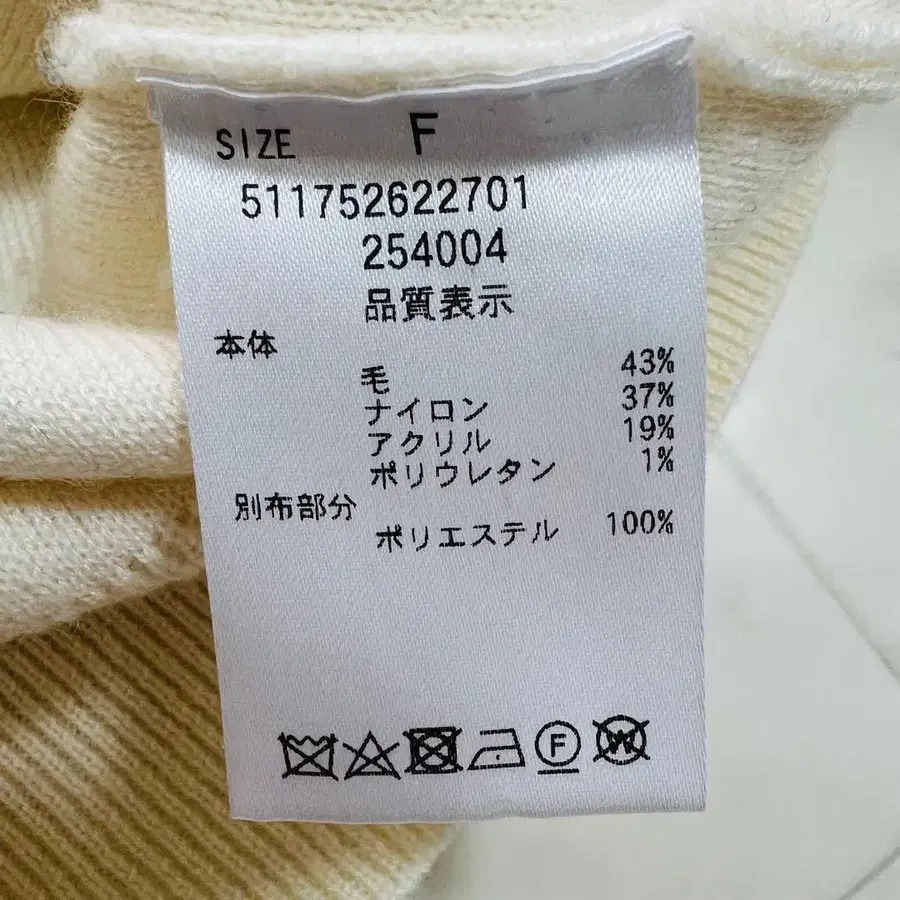 SIZE F
511752622701
254004
品質表示
本体
毛 43%
ナイロン 37%
アクリル 19%
ポリウレタン 1%
別布部分
ポリエステル 100%
F W